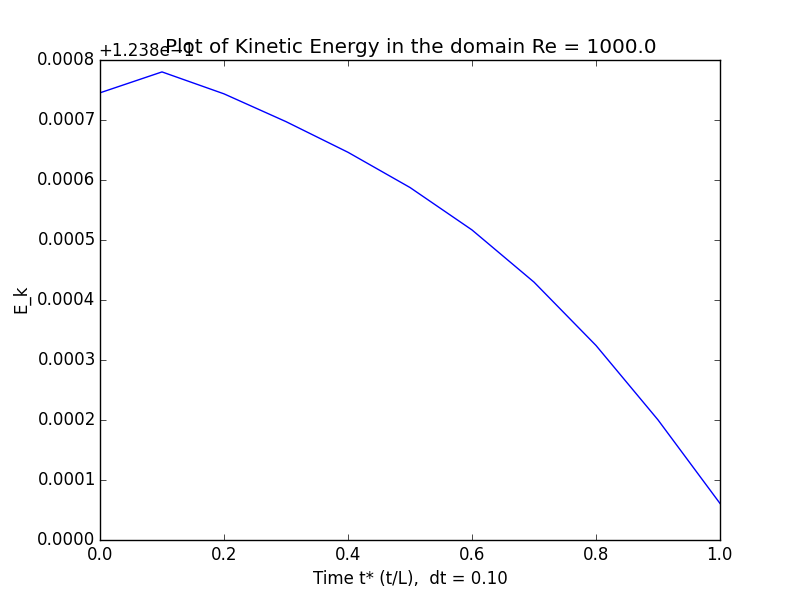 Plot of Kinetic Energy in the domain Re = 1000.0
+1.238e−1
0.0008
0.0007
0.0006
0.0005
0.0004
0.0003
0.0002
0.0001
0.0000
E_k
0.0 0.2 0.4 0.6 0.8 1.0
Time t* (t/L),  dt = 0.10